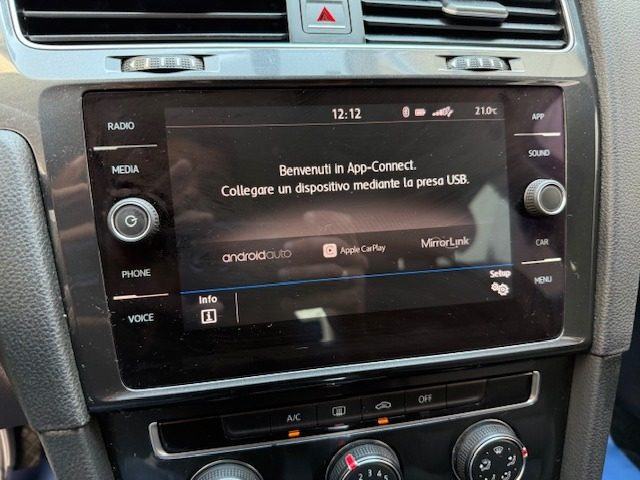 12:12
21.0°C
RADIO
MEDIA
PHONE
VOICE
Benvenuti in App-Connect.
Collegare un dispositivo mediante la presa USB.
androidauto
Apple CarPlay
MirrorLink
Info
Setup
APP
SOUND
CAR
MENU
A/C
OFF